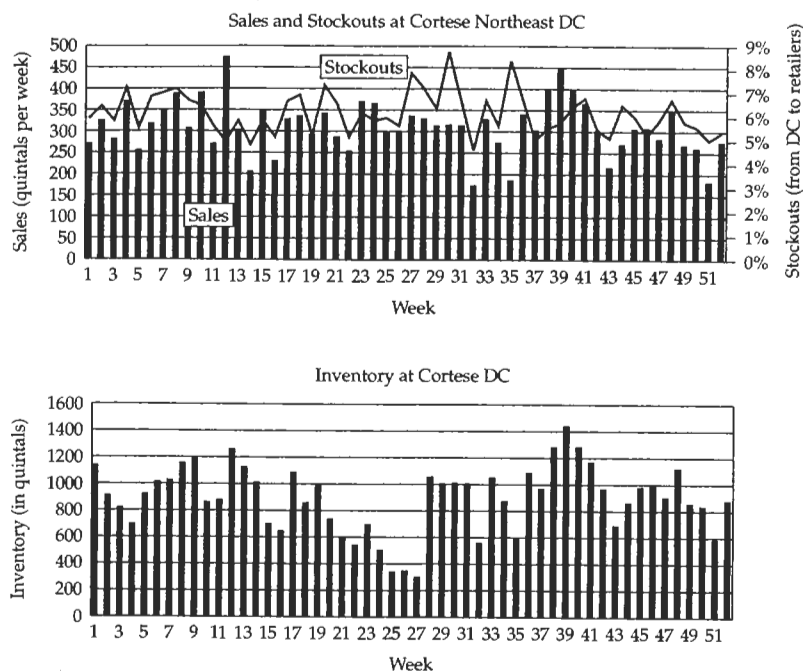 Sales and Stockouts at Cortese Northeast DC
Sales (quintals per week)
500
450
400
350
300
250
200
150
100
50
0
Stockouts
Sales
9%
8%
7%
6%
5%
4%
3%
2%
1%
0%
Stockouts (from DC to retailers)
1 3 5 7 9 11 13 15 17 19 21 23 25 27 29 31 33 35 37 39 41 43 45 47 49 51
Week
Inventory at Cortese DC
Inventory (in quintals)
1600
1400
1200
1000
800
600
400
200
0
1 3 5 7 9 11 13 15 17 19 21 23 25 27 29 31 33 35 37 39 41 43 45 47 49 51
Week